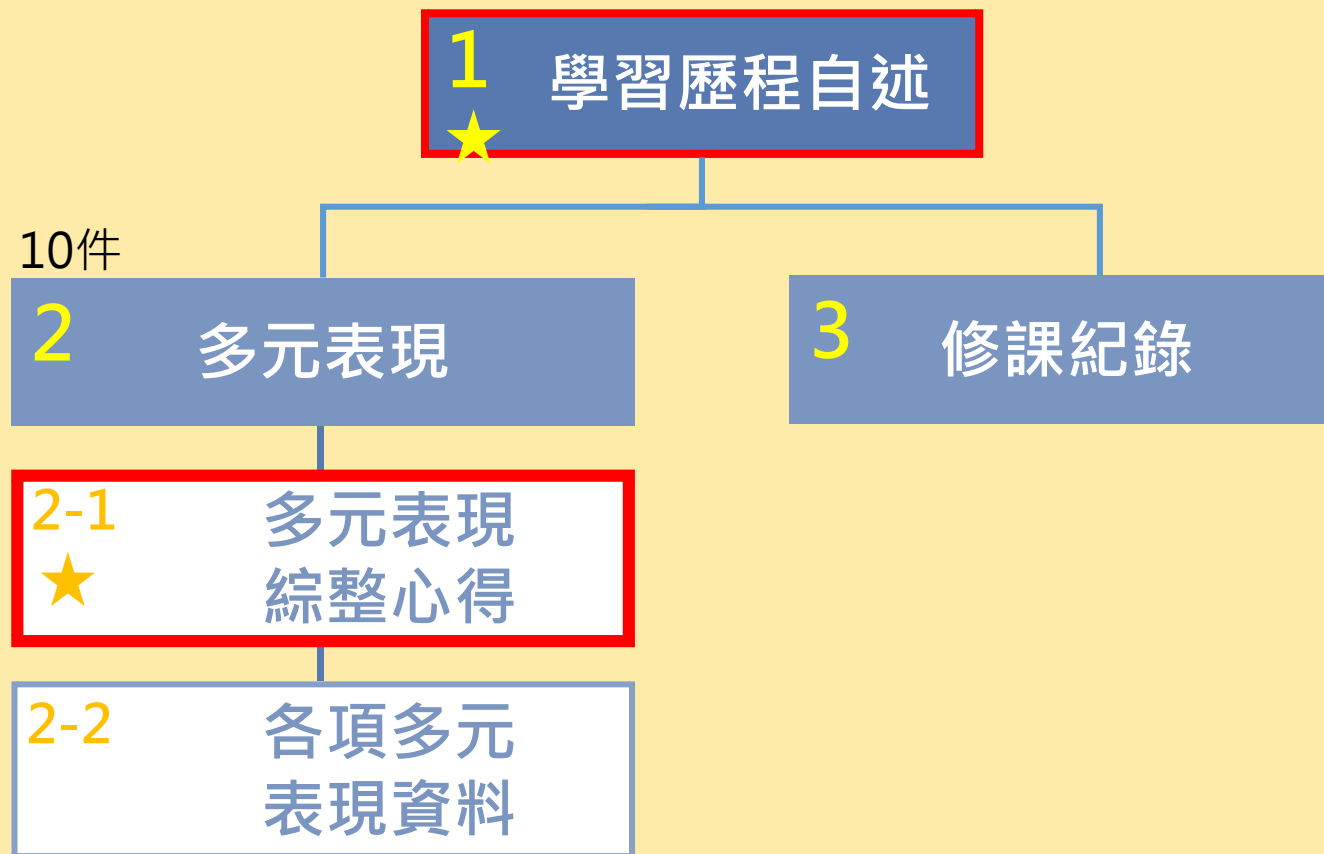 1
學習歷程自述
★
10件
2 多元表現
3 修課紀錄
2-1 多元表現
★ 綜整心得
2-2 各項多元
表現資料